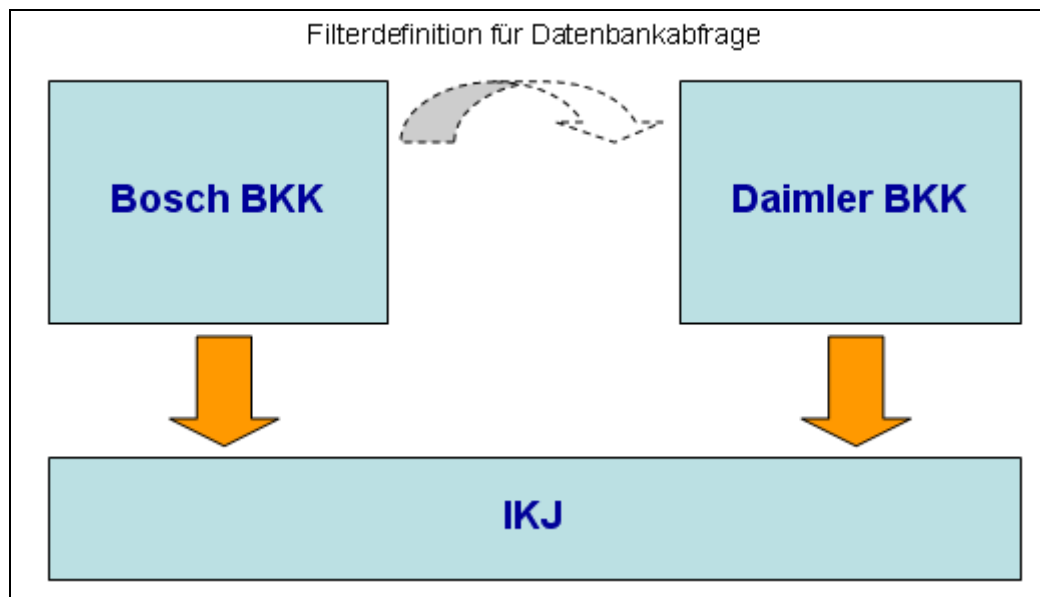 Filterdefinition für Datenbankabfrage
Bosch BKK
Daimler BKK
IKJ